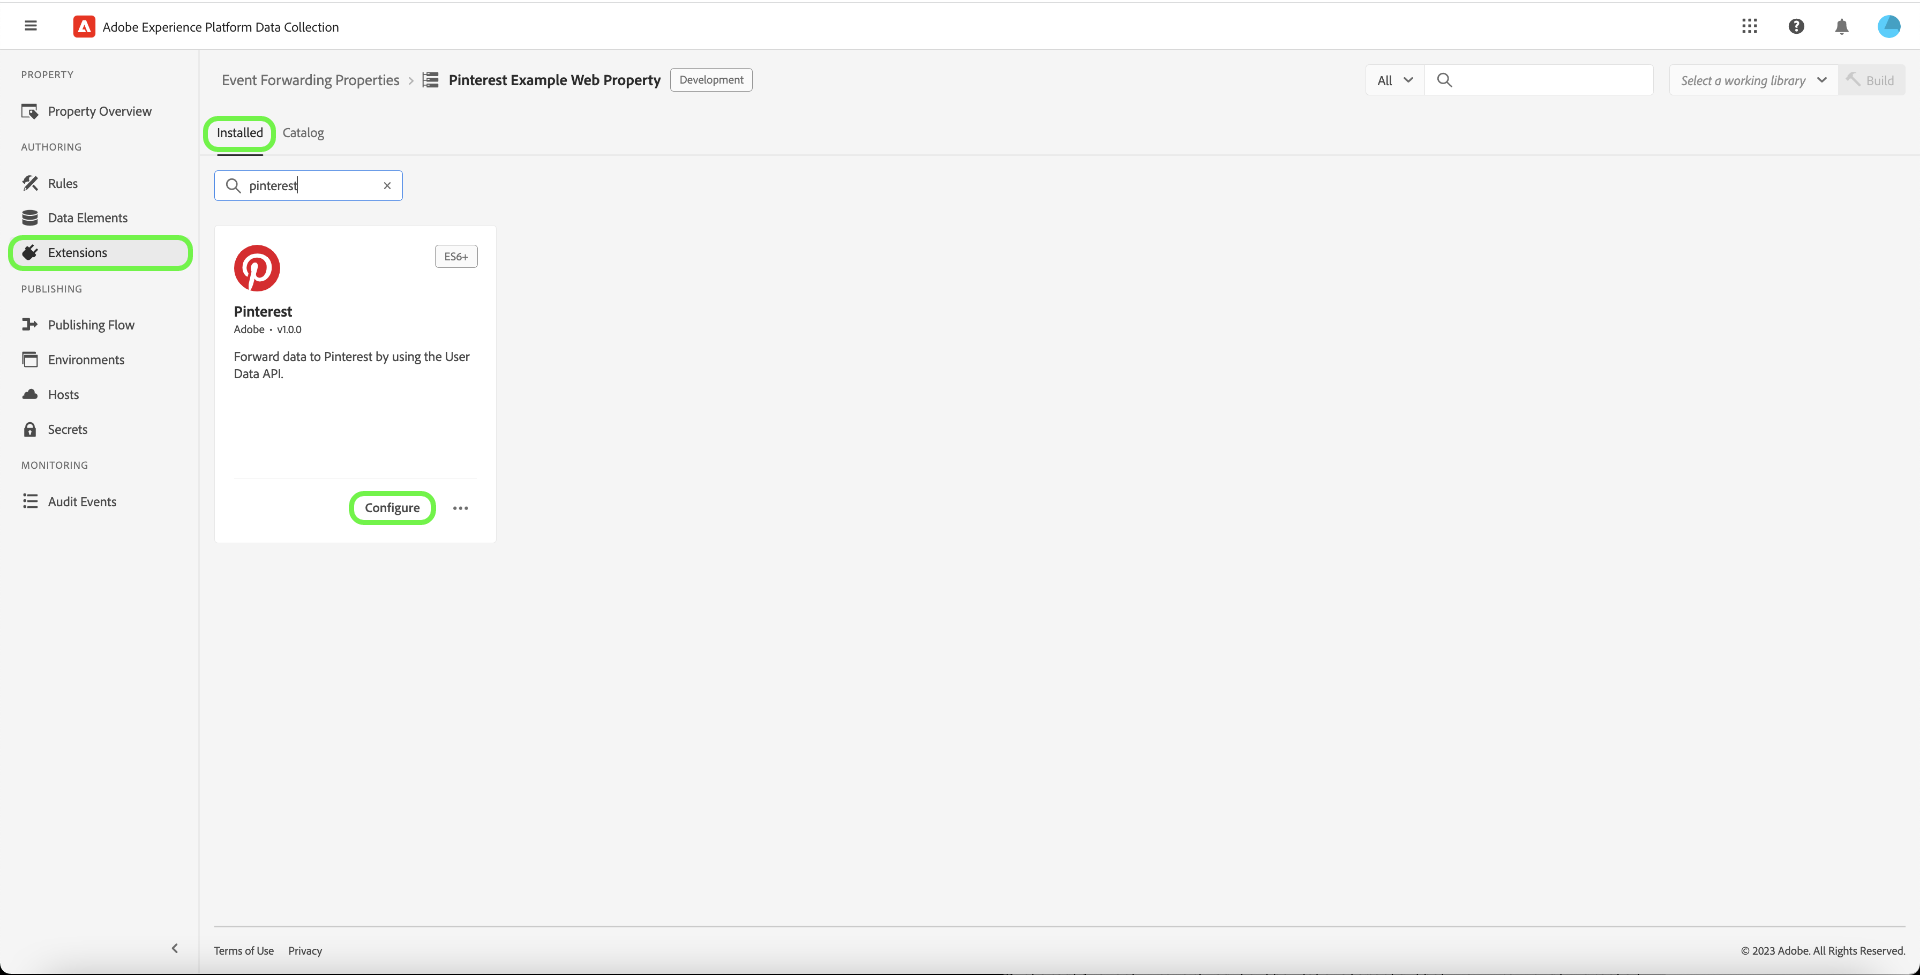 Adobe Experience Platform Data Collection
PROPERTY
Property Overview
AUTHORING
Rules
Data Elements
Extensions
PUBLISHING
Publishing Flow
Environments
Hosts
Secrets
MONITORING
Audit Events
Event Forwarding Properties > Pinterest Example Web Property Development
All
Select a working library
Build
Installed Catalog
pinterest
ES6+
Pinterest
Adobe • v1.0.0
Forward data to Pinterest by using the User
Data API.
Configure
Terms of Use Privacy
© 2023 Adobe. All Rights Reserved.